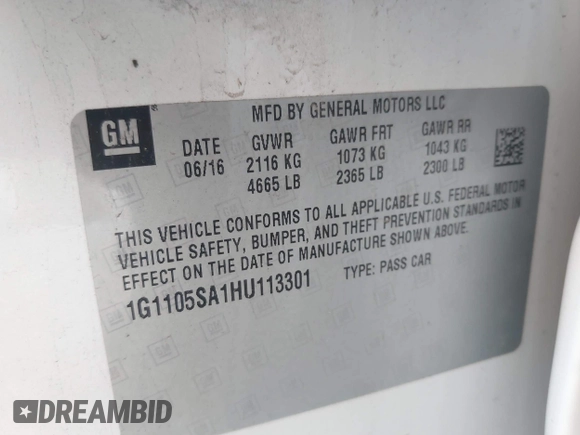 MFD BY GENERAL MOTORS LLC
GM
DATE GVWR GAWR FRT GAWR RR
06/16 2116 KG 1073 KG 1043 KG
4665 LB 2365 LB 2300 LB
THIS VEHICLE CONFORMS TO ALL APPLICABLE U.S. FEDERAL MOTOR
VEHICLE SAFETY, BUMPER, AND THEFT PREVENTION STANDARDS IN
EFFECT ON THE DATE OF MANUFACTURE SHOWN ABOVE.
1G1105SA1HU113301 TYPE: PASS CAR
DREAMBID